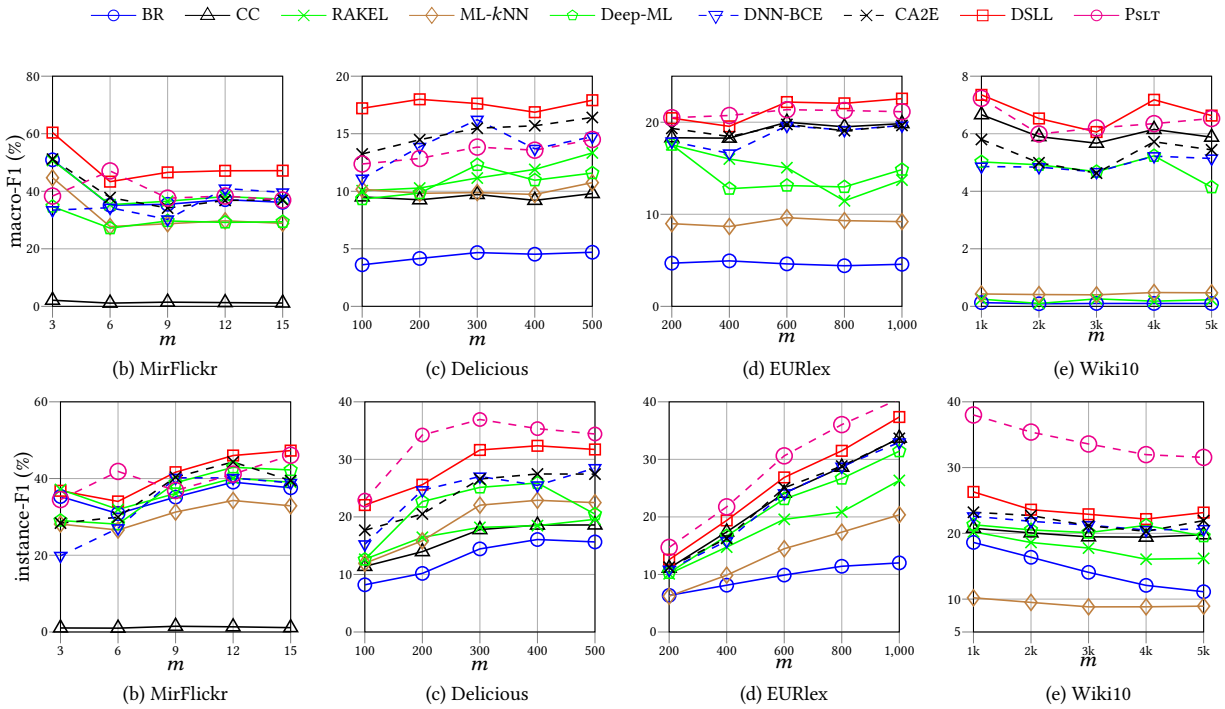 BR CC RAKEL ML-kNN Deep-ML DNN-BCE CA2E DSLL PSLT
macro-F1 (%)
80
60
40
20
0
3 6 9 12 15
m
(b) MirFlickr
20
15
10
5
0
100 200 300 400 500
m
(c) Delicious
20
10
0
200 400 600 800 1,000
m
(d) EURlex
8
6
4
2
0
1k 2k 3k 4k 5k
m
(e) Wiki10
instance-F1 (%)
60
40
20
0
3 6 9 12 15
m
(b) MirFlickr
40
30
20
10
0
100 200 300 400 500
m
(c) Delicious
40
30
20
10
0
200 400 600 800 1,000
m
(d) EURlex
40
30
20
10
5
1k 2k 3k 4k 5k
m
(e) Wiki10